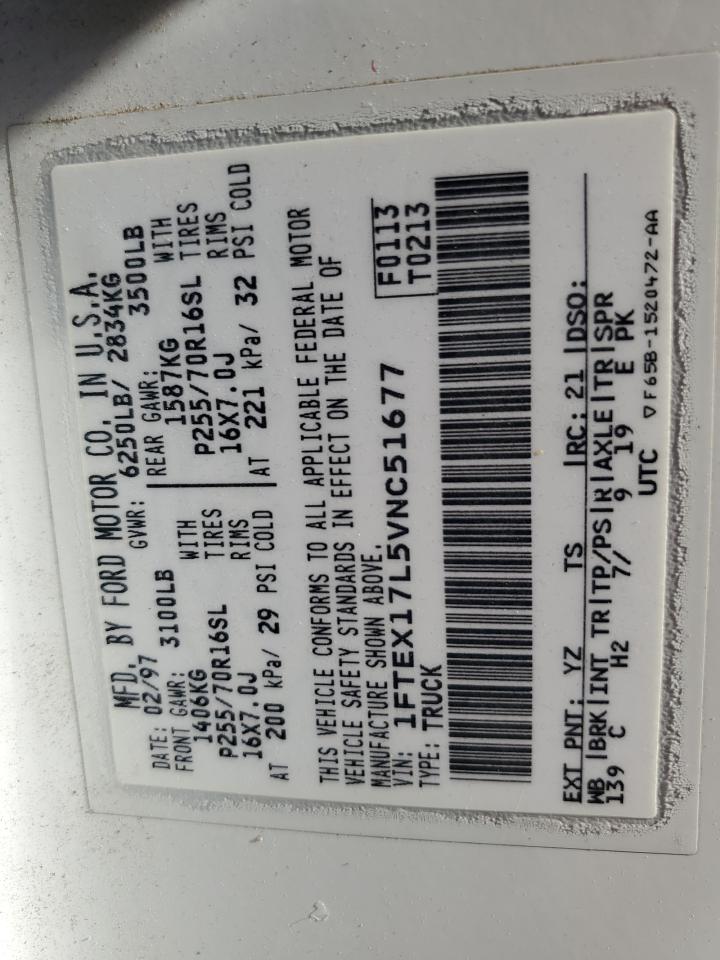 MFD. BY FORD MOTOR CO. IN U.S.A.
DATE: 02/97 GVWR: 6250LB/ 2834KG
FRONT GAWR: 3100LB REAR GAWR: 3500LB
1406KG WITH 1587KG WITH
P255/70R16SL TIRES P255/70R16SL TIRES
16X7.0J RIMS 16X7.0J RIMS
AT 200 kPa/ 29 PSI COLD AT 221 kPa/ 32 PSI COLD
THIS VEHICLE CONFORMS TO ALL APPLICABLE FEDERAL MOTOR
VEHICLE SAFETY STANDARDS IN EFFECT ON THE DATE OF
MANUFACTURE SHOWN ABOVE.
VIN: 1FTEX17L5VNC51677 F0113
TYPE: TRUCK T0213
EXT PNT: YZ TS RC: 21 DSO:
WB BRK INT TR TP/PS R AXLE TR SPR
139 C H2 7/ 9 19 E PK
UTC ▽F65B-1520472-AA